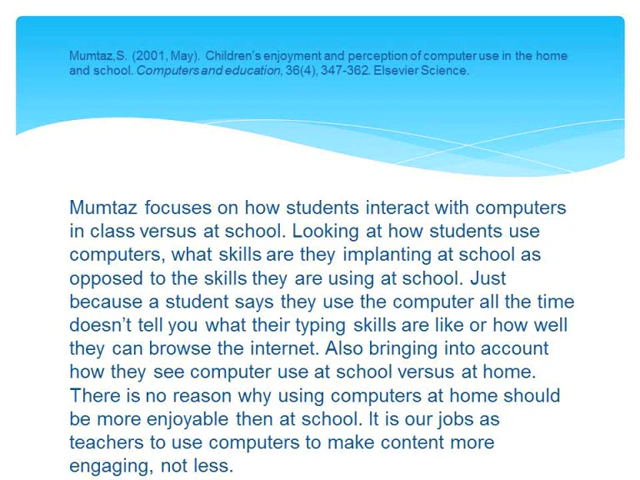 Mumtaz,S. (2001, May). Children's enjoyment and perception of computer use in the home
and school. Computers and education, 36(4), 347-362. Elsevier Science.
Mumtaz focuses on how students interact with computers
in class versus at school. Looking at how students use
computers, what skills are they implanting at school as
opposed to the skills they are using at school. Just
because a student says they use the computer all the time
doesn't tell you what their typing skills are like or how well
they can browse the internet. Also bringing into account
how they see computer use at school versus at home.
There is no reason why using computers at home should
be more enjoyable then at school. It is our jobs as
teachers to use computers to make content more
engaging, not less.